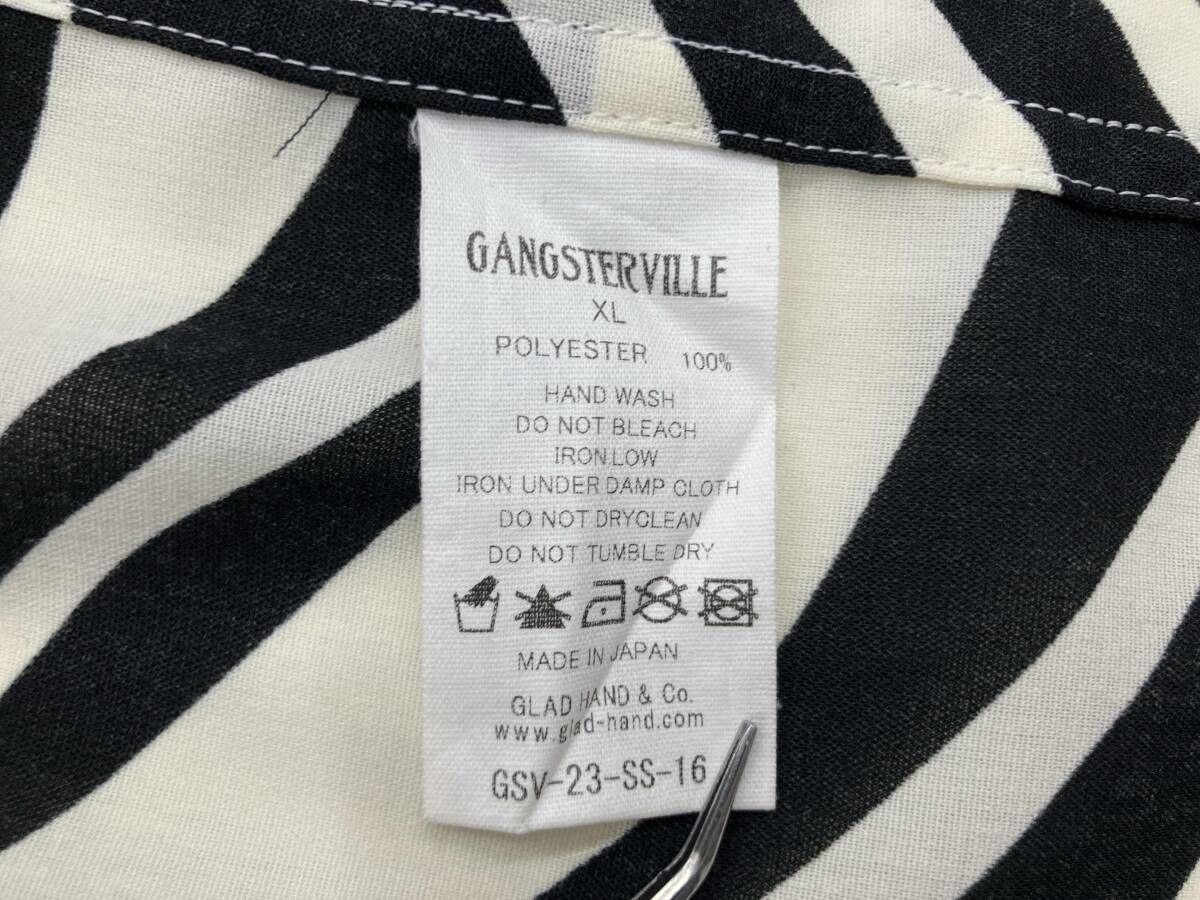 GANGSTERVILLE
XL
POLYESTER 100%
HAND WASH
DO NOT BLEACH
IRON LOW
IRON UNDER DAMP CLOTH
DO NOT DRYCLEAN
DO NOT TUMBLE DRY
MADE IN JAPAN
GLAD HAND & Co.
www.glad-hand.com
GSV-23-SS-16